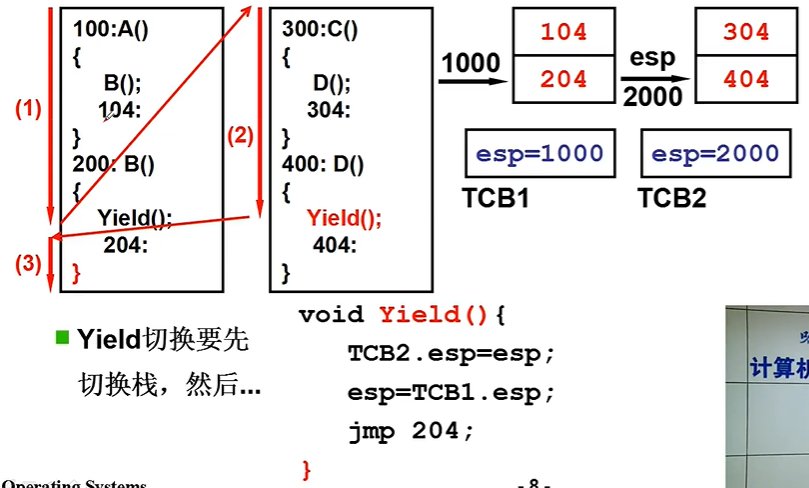 100:A()
{
B();
104:
}
200: B()
{
Yield();
204:
}
(1)
(2)
(3)
300:C()
{
D();
304:
}
400: D()
{
Yield();
404:
}
1000
104
204
esp
2000
304
404
esp=1000
TCB1
esp=2000
TCB2
Yield切换要先
切换栈，然后...
void Yield(){
TCB2.esp=esp;
esp=TCB1.esp;
jmp 204;
}
计算机
Operating Systems
- 8 -